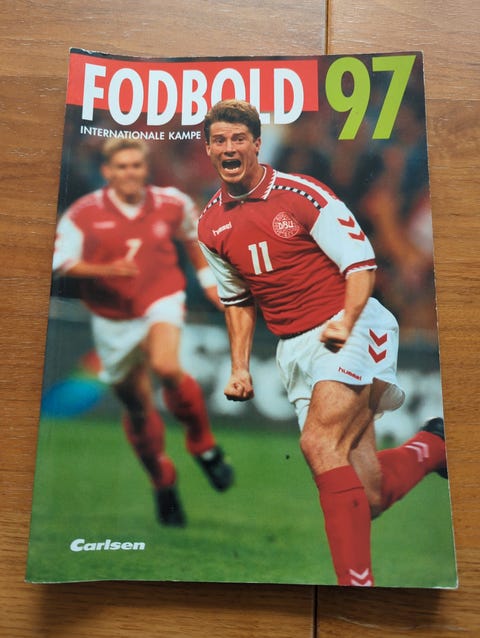 FODBOLD 97
INTERNATIONALE KAMPE
hummel
DBU
11
7
hummel
Carlsen